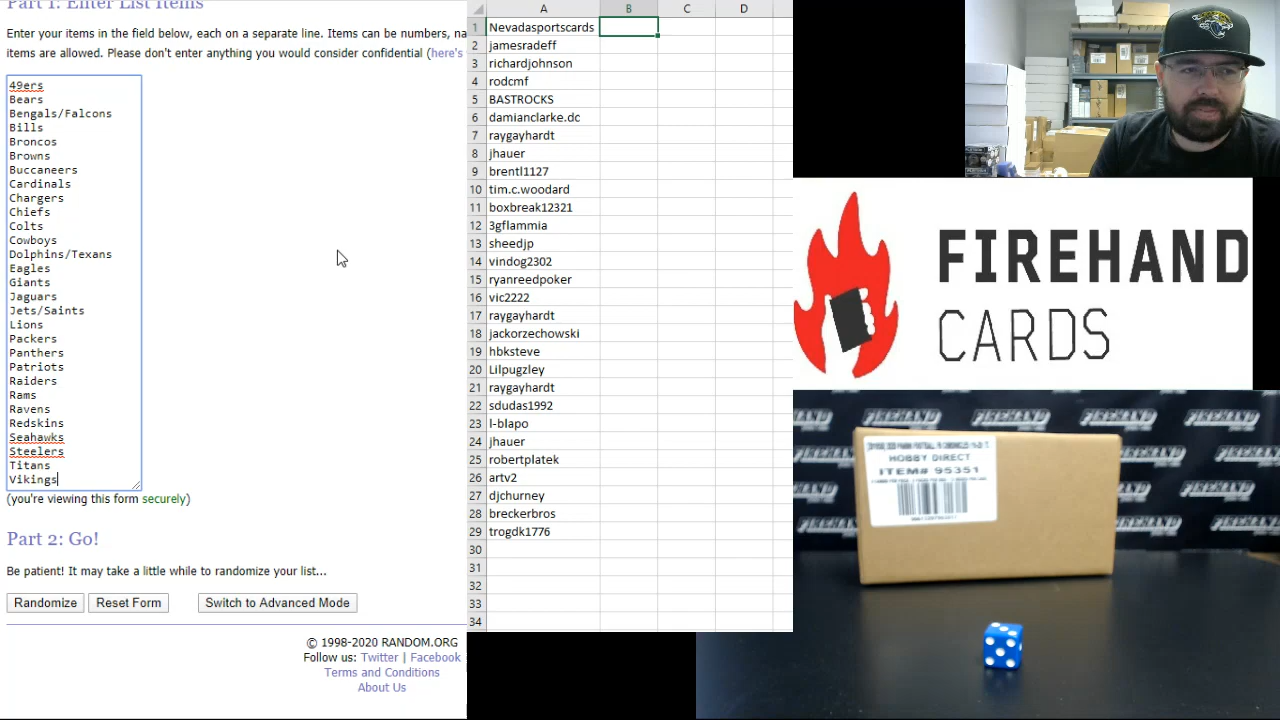 Part 1: Enter List Items
Enter your items in the field below, each on a separate line. Items can be numbers, na
items are allowed. Please don't enter anything you would consider confidential (here's
49ers
Bears
Bengals/Falcons
Bills
Broncos
Browns
Buccaneers
Cardinals
Chargers
Chiefs
Colts
Cowboys
Dolphins/Texans
Eagles
Giants
Jaguars
Jets/Saints
Lions
Packers
Panthers
Patriots
Raiders
Rams
Ravens
Redskins
Seahawks
Steelers
Titans
Vikings
(you're viewing this form securely)
Part 2: Go!
Be patient! It may take a little while to randomize your list...
Randomize Reset Form Switch to Advanced Mode
© 1998-2020 RANDOM.ORG
Follow us: Twitter | Facebook
Terms and Conditions
About Us
A B C D
1 Nevadasportscards
2 jamesradeff
3 richardjohnson
4 rodcmf
5 BASTROCKS
6 damianclarke.dc
7 raygayhardt
8 jhauer
9 brentl1127
10 tim.c.woodard
11 boxbreak12321
12 3gflammia
13 sheedjp
14 vindog2302
15 ryanreedpoker
16 vic2222
17 raygayhardt
18 jackorzechowski
19 hbksteve
20 Lilpugzley
21 raygayhardt
22 sdudas1992
23 l-blapo
24 jhauer
25 robertplatek
26 artv2
27 djchurney
28 breckerbros
29 trogdk1776
30
31
32
33
34
FIREHAND
CARDS
HOBBY DIRECT
ITEM# 95351